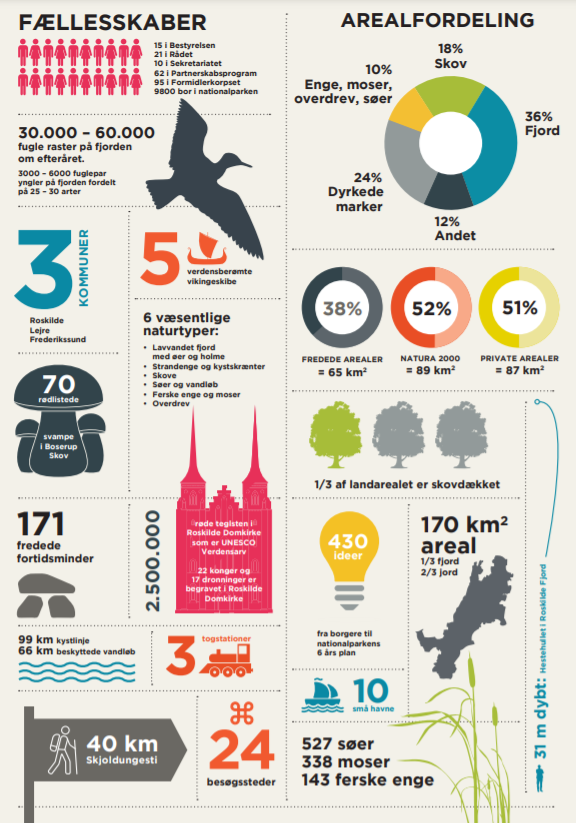 FÆLLESSKABER
15 i Bestyrelsen
21 i Rådet
10 i Sekretariatet
62 i Partnerskabsprogram
95 i Formidlerkorpset
9800 bor i nationalparken
30.000 – 60.000
fugle raster på fjorden
om efteråret.
3000 – 6000 fuglepar
yngler på fjorden fordelt
på 25 – 30 arter
3
KOMMUNER
Roskilde
Lejre
Frederikssund
5
verdensberømte
vikingeskibe
6 væsentlige
naturtyper:
• Lavvandet fjord
med øer og holme
• Strandenge og kystskrænter
• Skove
• Søer og vandløb
• Ferske enge og moser
• Overdrev
70
rødlistede
svampe
i Boserup
Skov
171
fredede
fortidsminder
2.500.000
røde teglsten i
Roskilde Domkirke
som er UNESCO
Verdensarv
22 konger og
17 dronninger er
begravet i Roskilde
Domkirke
99 km kystlinje
66 km beskyttede vandløb
3
togstationer
40 km
Skjoldungesti
24
besøgssteder
AREALFORDELING
18%
Skov
10%
Enge, moser,
overdrev, søer
36%
Fjord
24%
Dyrkede
marker
12%
Andet
38%
FREDEDE AREALER
= 65 km²
52%
NATURA 2000
= 89 km²
51%
PRIVATE AREALER
= 87 km²
1/3 af landarealet er skovdækket
430
ideer
fra borgere til
nationalparkens
6 års plan
170 km²
areal
1/3 fjord
2/3 jord
10
små havne
527 søer
338 moser
143 ferske enge
31 m dybt: Hestehullet i Roskilde Fjord